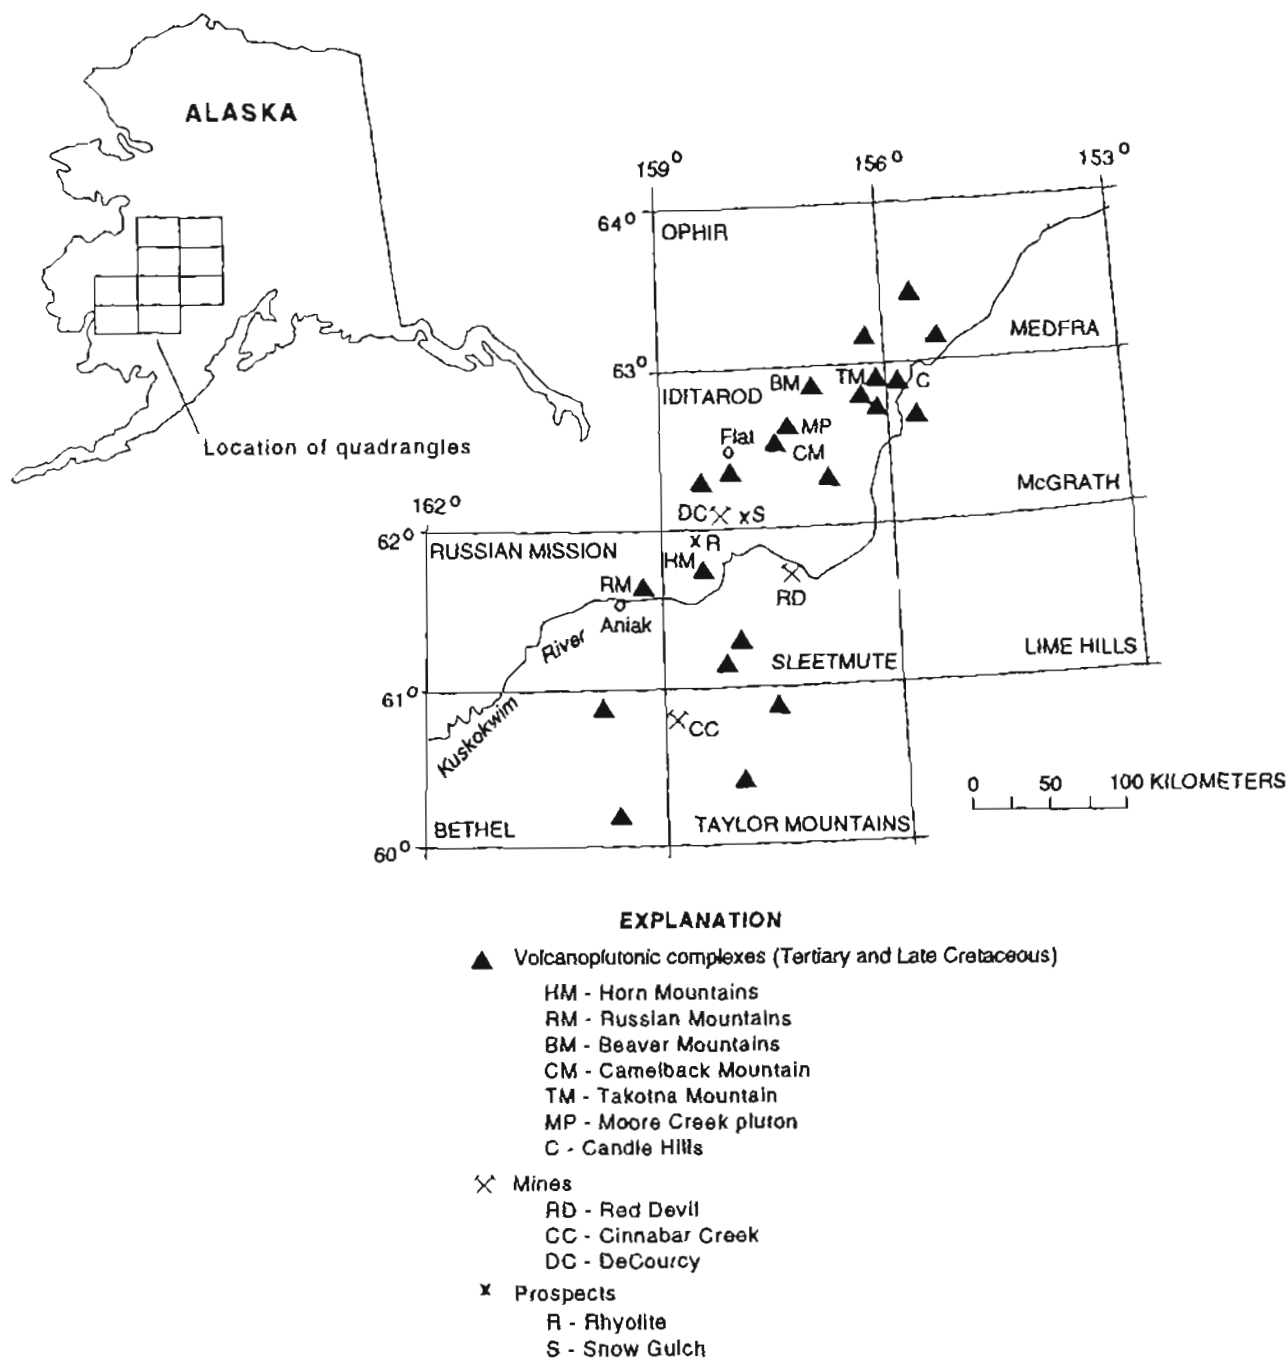 ALASKA
Location of quadrangles
159° 156° 153°
64°
OPHIR
MEDFRA
63°
IDITAROD
BM
TM
C
MP
Flat
CM
McGRATH
DC
S
162°
62°
RUSSIAN MISSION
R
HM
RM
RD
Aniak
River
SLEETMUTE
LIME HILLS
61°
Kuskokwim
CC
0 50 100 KILOMETERS
BETHEL
TAYLOR MOUNTAINS
60°
EXPLANATION
Volcanoplutonic complexes (Tertiary and Late Cretaceous)
HM - Horn Mountains
RM - Russian Mountains
BM - Beaver Mountains
CM - Camelback Mountain
TM - Takotna Mountain
MP - Moore Creek pluton
C - Candle Hills
Mines
RD - Red Devil
CC - Cinnabar Creek
DC - DeCourcy
Prospects
R - Rhyolite
S - Snow Gulch